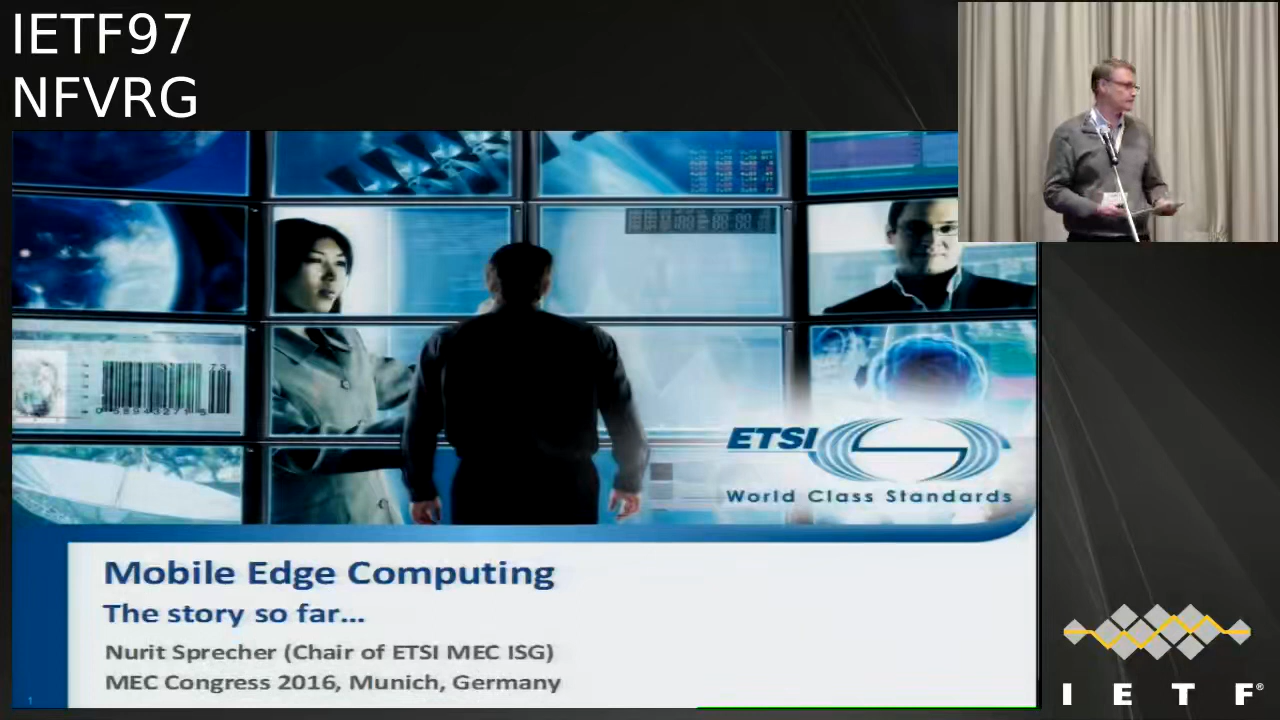 IETF97
NFVRG
ETSI
World Class Standards
Mobile Edge Computing
The story so far...
Nurit Sprecher (Chair of ETSI MEC ISG)
MEC Congress 2016, Munich, Germany
1
I E T F®